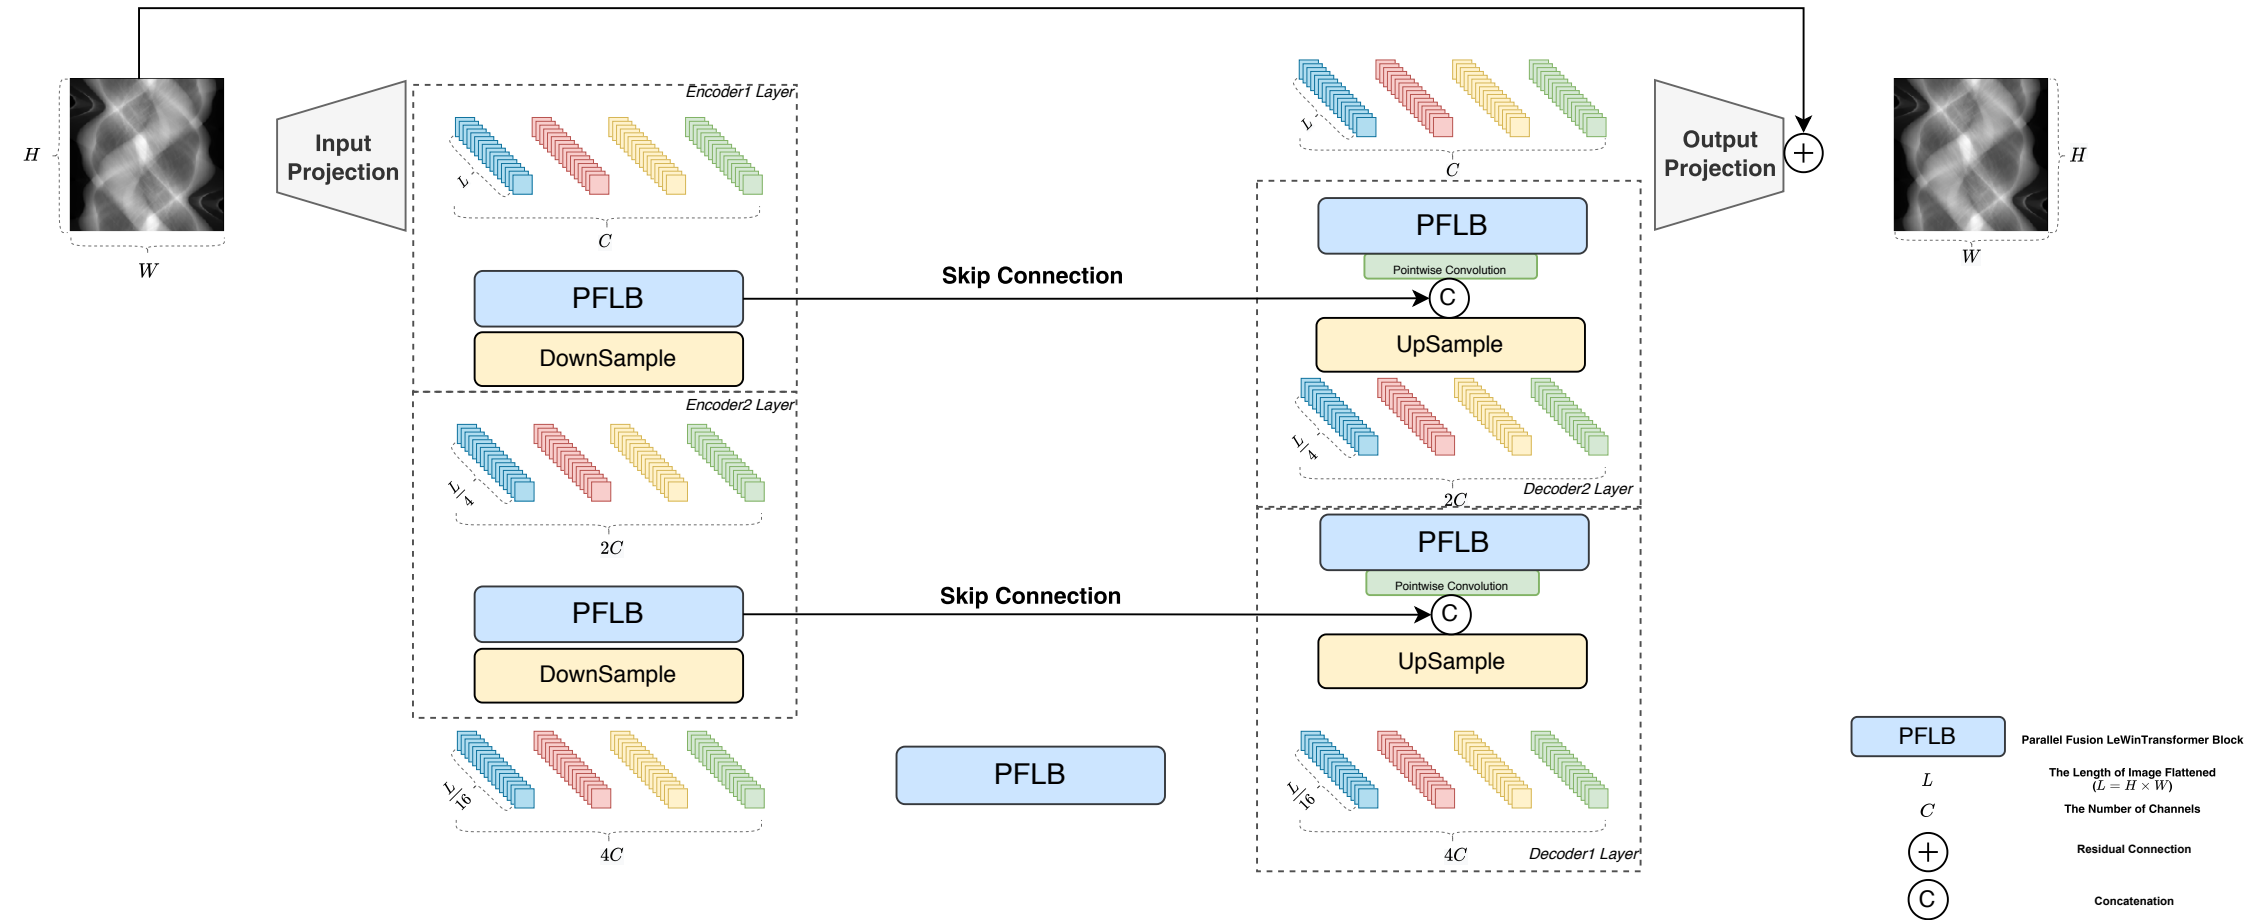 H
W
Input
Projection
Encoder1 Layer
L
C
PFLB
DownSample
Encoder2 Layer
L/4
2C
PFLB
DownSample
L/16
4C
Skip Connection
Skip Connection
PFLB
L
C
PFLB
Pointwise Convolution
C
UpSample
L/4
2C
Decoder2 Layer
PFLB
Pointwise Convolution
C
UpSample
L/16
4C
Decoder1 Layer
Output
Projection
+
H
W
PFLB
Parallel Fusion LeWinTransformer Block
L
The Length of Image Flattened
(L = H × W)
C
The Number of Channels
+
Residual Connection
C
Concatenation